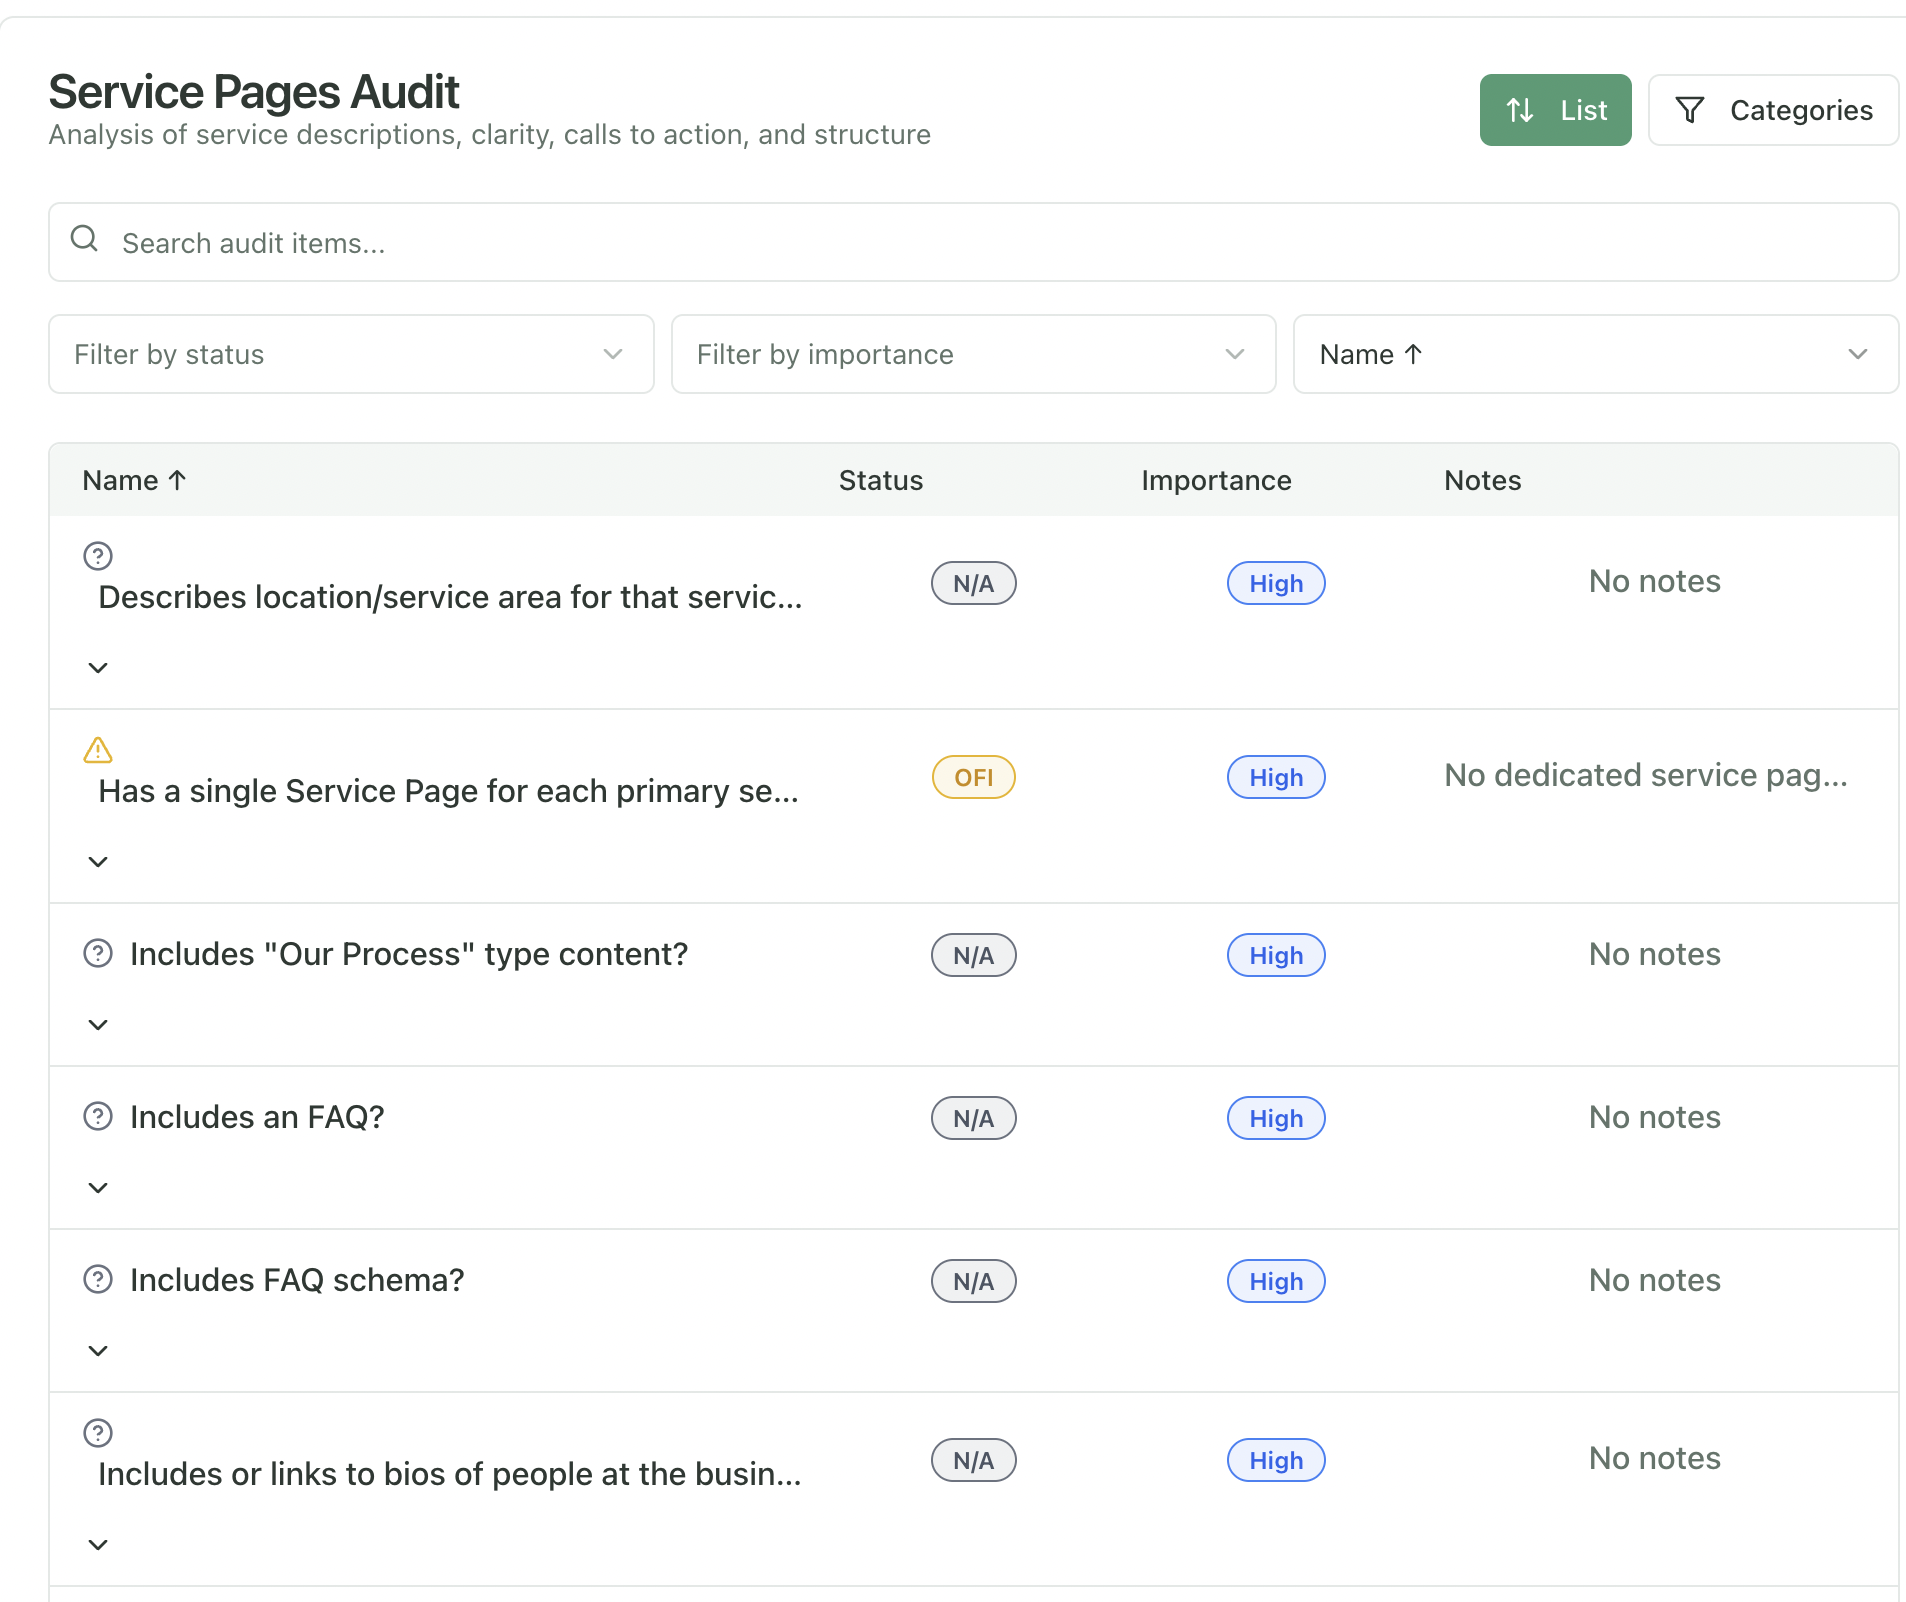 Service Pages Audit
Analysis of service descriptions, clarity, calls to action, and structure
List
Categories
Search audit items...
Filter by status
Filter by importance
Name ↑
Name ↑ Status Importance Notes
Describes location/service area for that servic... N/A High No notes
Has a single Service Page for each primary se... OFI High No dedicated service pag...
Includes "Our Process" type content? N/A High No notes
Includes an FAQ? N/A High No notes
Includes FAQ schema? N/A High No notes
Includes or links to bios of people at the busin... N/A High No notes